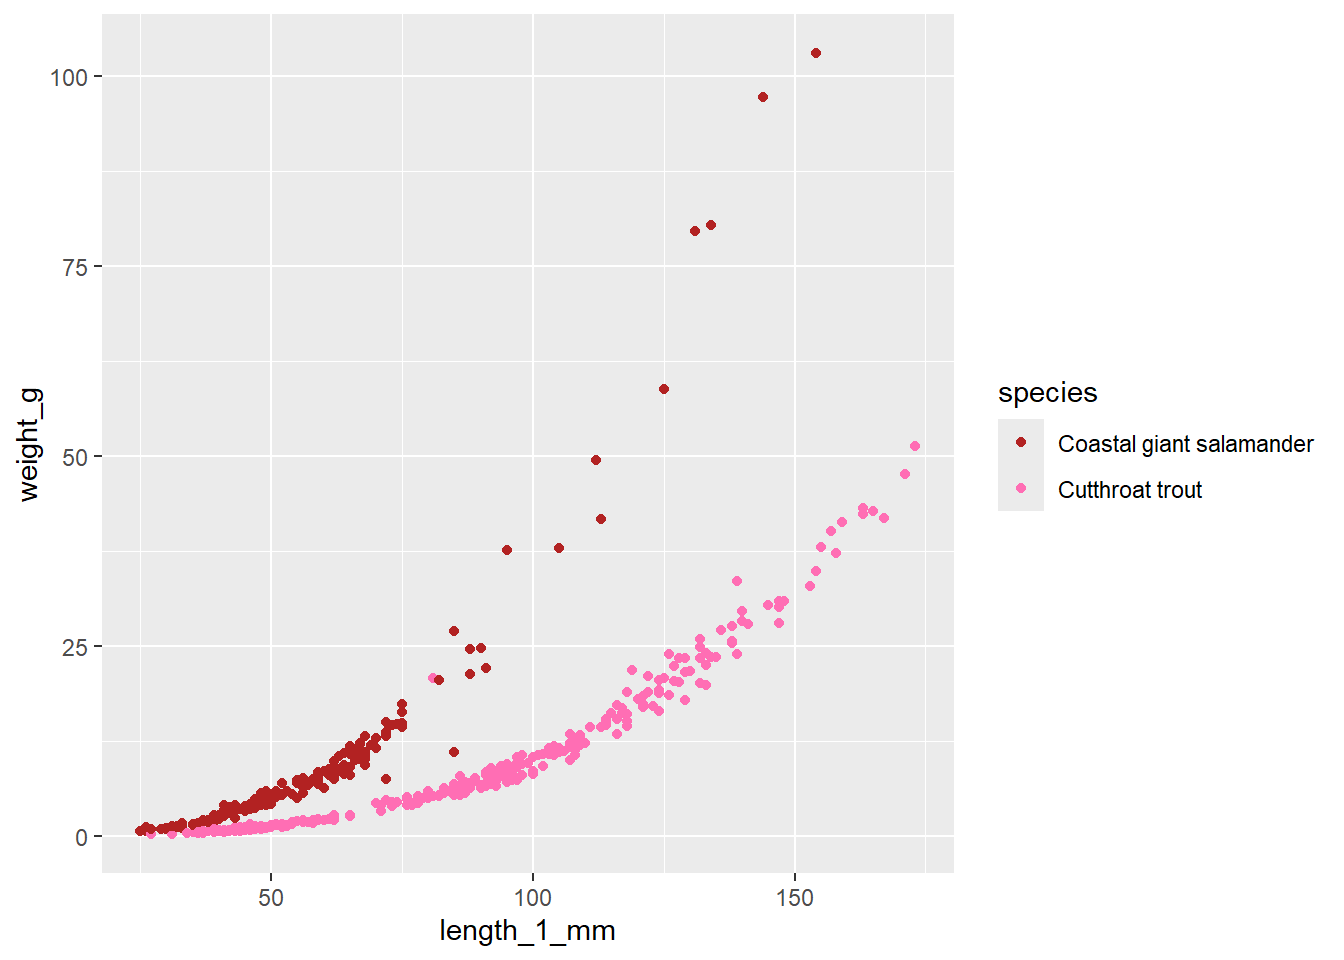 100
75
50
25
0
weight_g
50
100
150
length_1_mm
species
Coastal giant salamander
Cutthroat trout